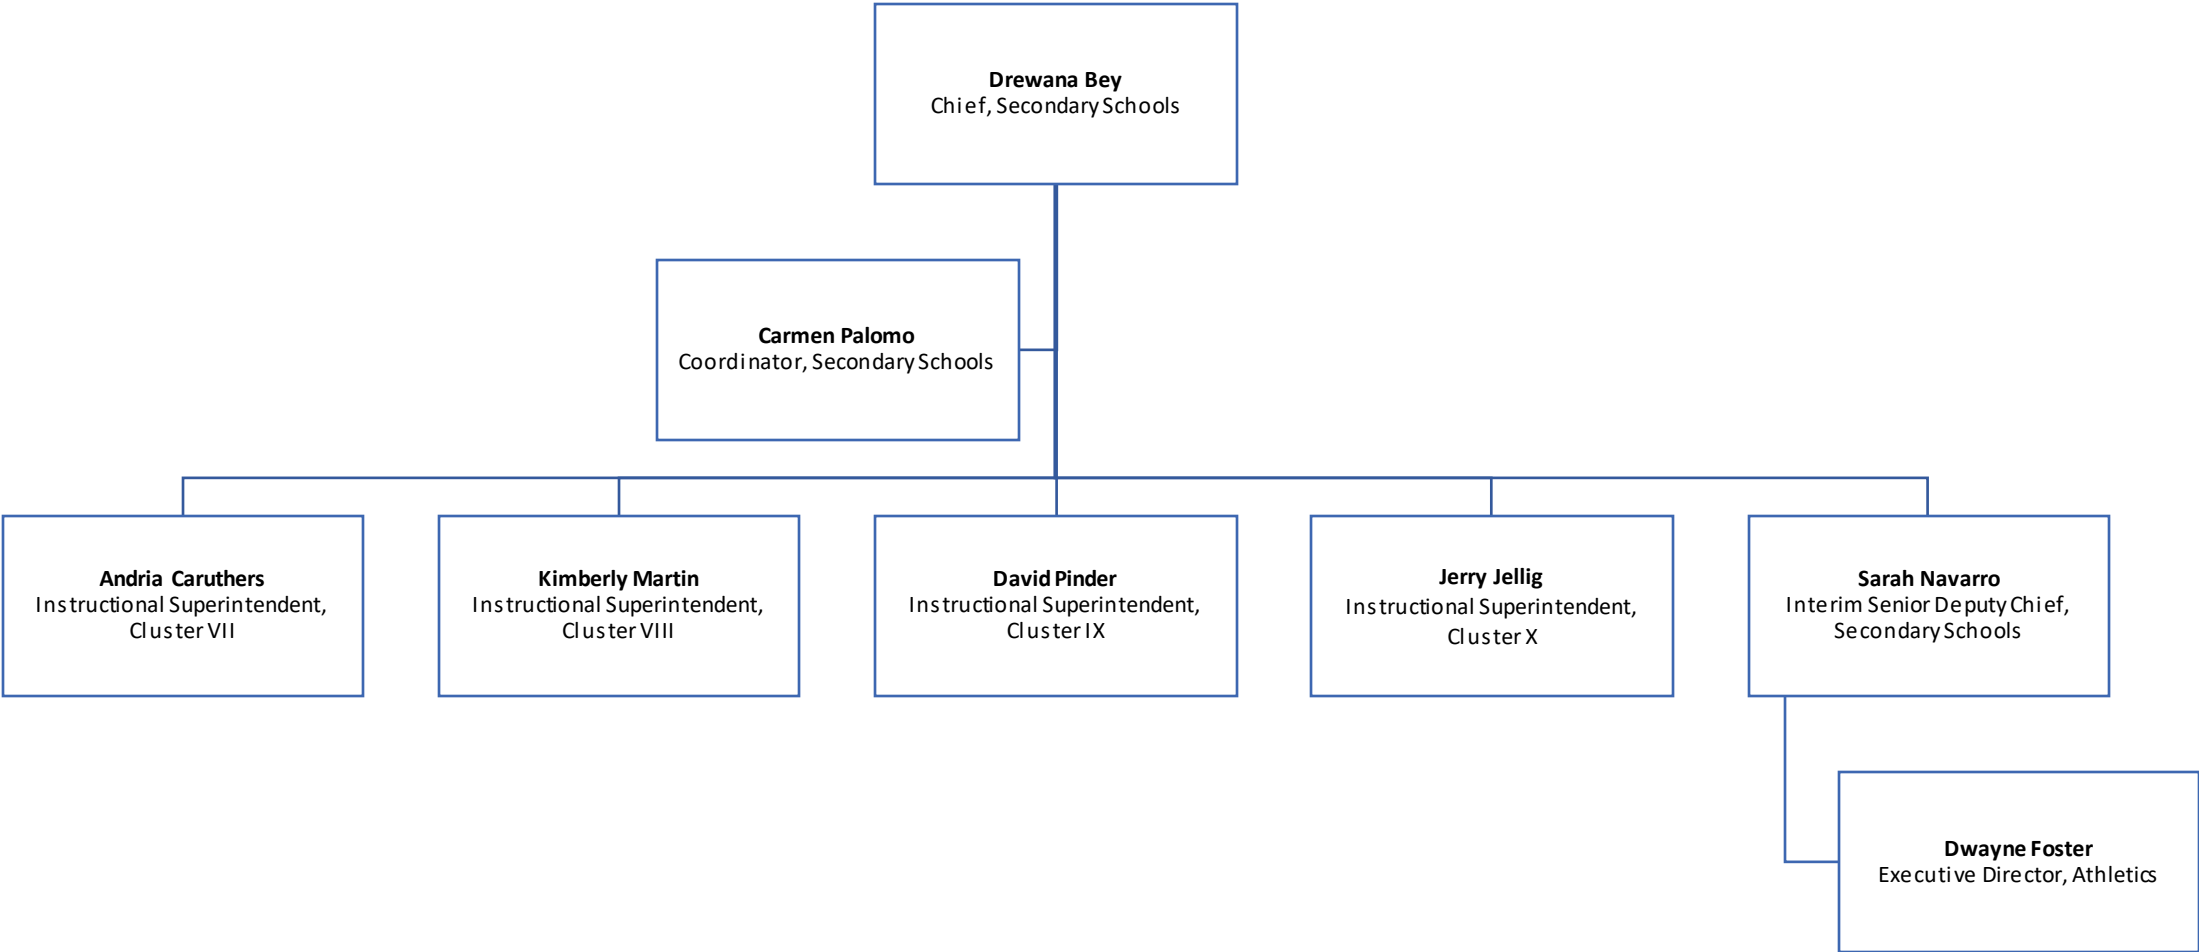 Drewana Bey
Chief, Secondary Schools
Carmen Palomo
Coordinator, Secondary Schools
Andria Caruthers
Instructional Superintendent,
Cluster VII
Kimberly Martin
Instructional Superintendent,
Cluster VIII
David Pinder
Instructional Superintendent,
Cluster IX
Jerry Jellig
Instructional Superintendent,
Cluster X
Sarah Navarro
Interim Senior Deputy Chief,
Secondary Schools
Dwayne Foster
Executive Director, Athletics